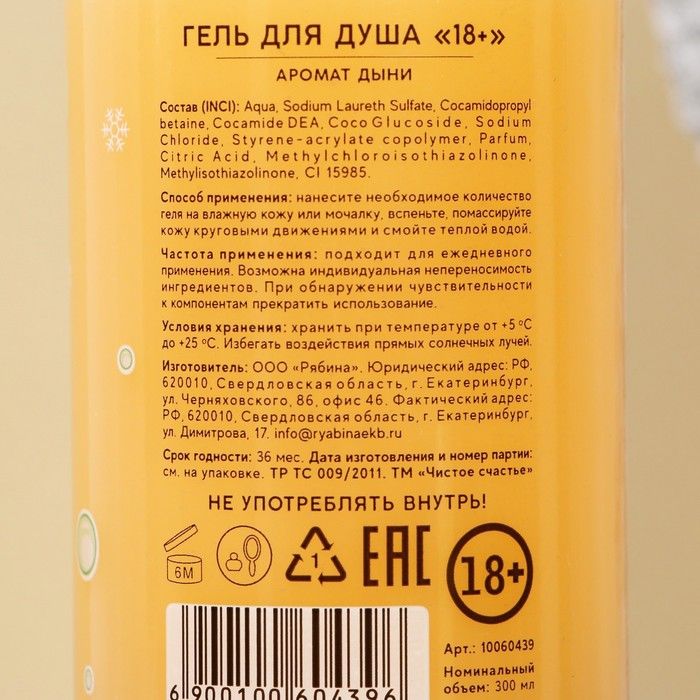 ГЕЛЬ ДЛЯ ДУША «18+»
АРОМАТ ДЫНИ
Состав (INCI): Aqua, Sodium Laureth Sulfate, Cocamidopropyl
betaine, Cocamide DEA, Coco Glucoside, Sodium
Chloride, Styrene-acrylate copolymer, Parfum,
Citric Acid, Methylchloroisothiazolinone,
Methylisothiazolinone, CI 15985.
Способ применения: нанесите необходимое количество
геля на влажную кожу или мочалку, вспеньте, помассируйте
кожу круговыми движениями и смойте теплой водой.
Частота применения: подходит для ежедневного
применения. Возможна индивидуальная непереносимость
ингредиентов. При обнаружении чувствительности
к компонентам прекратить использование.
Условия хранения: хранить при температуре от +5 ºС
до +25 ºС. Избегать воздействия прямых солнечных лучей.
Изготовитель: ООО «Рябина». Юридический адрес: РФ,
620010, Свердловская область, г. Екатеринбург,
ул. Черняховского, 86, офис 46. Фактический адрес:
РФ, 620010, Свердловская область, г. Екатеринбург,
ул. Димитрова, 17. info@ryabinaekb.ru
Срок годности: 36 мес. Дата изготовления и номер партии:
см. на упаковке. ТР ТС 009/2011. ТМ «Чистое счастье»
НЕ УПОТРЕБЛЯТЬ ВНУТРЬ!
6М
1
ЕАС
18+
Арт.: 10060439
Номинальный
объем: 300 мл
6 900100 604396